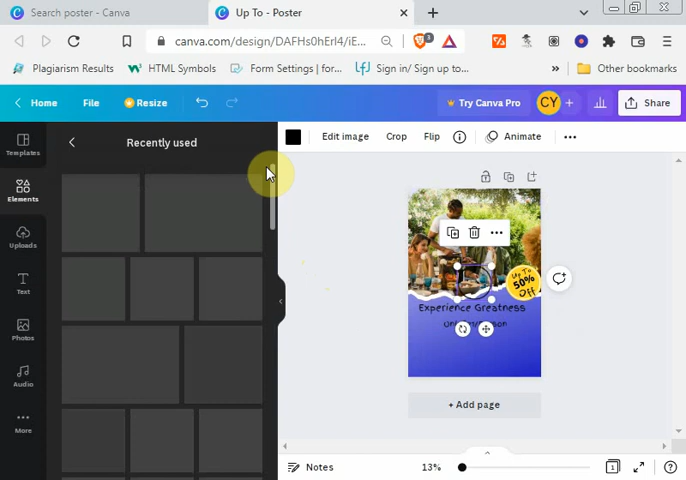 Search poster - Canva
Up To - Poster
canva.com/design/DAFHs0hErI4/iE...
3
Plagiarism Results
HTML Symbols
Form Settings | for...
Sign in/ Sign up to...
»
Other bookmarks
Home
File
Resize
Try Canva Pro
CY
+
Share
Templates
Recently used
Edit image
Crop
Flip
Animate
Elements
Uploads
Text
Photos
Audio
More
Up To
50%
Off
Experience Greatness
+ Add page
Notes
13%
1